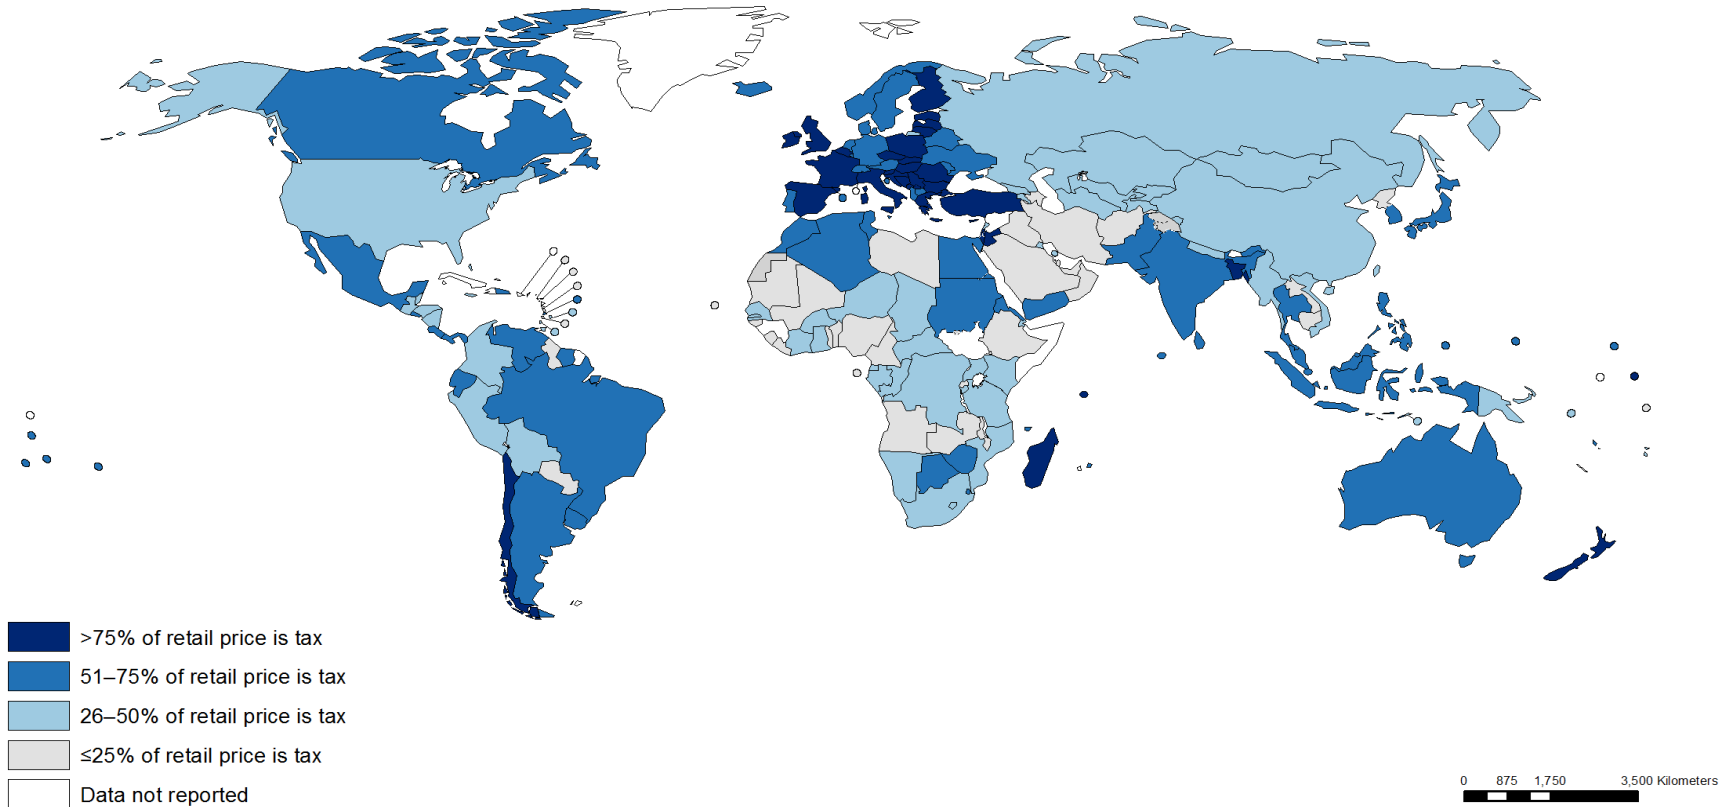 >75% of retail price is tax
51–75% of retail price is tax
26–50% of retail price is tax
≤25% of retail price is tax
Data not reported
0 875 1,750 3,500 Kilometers